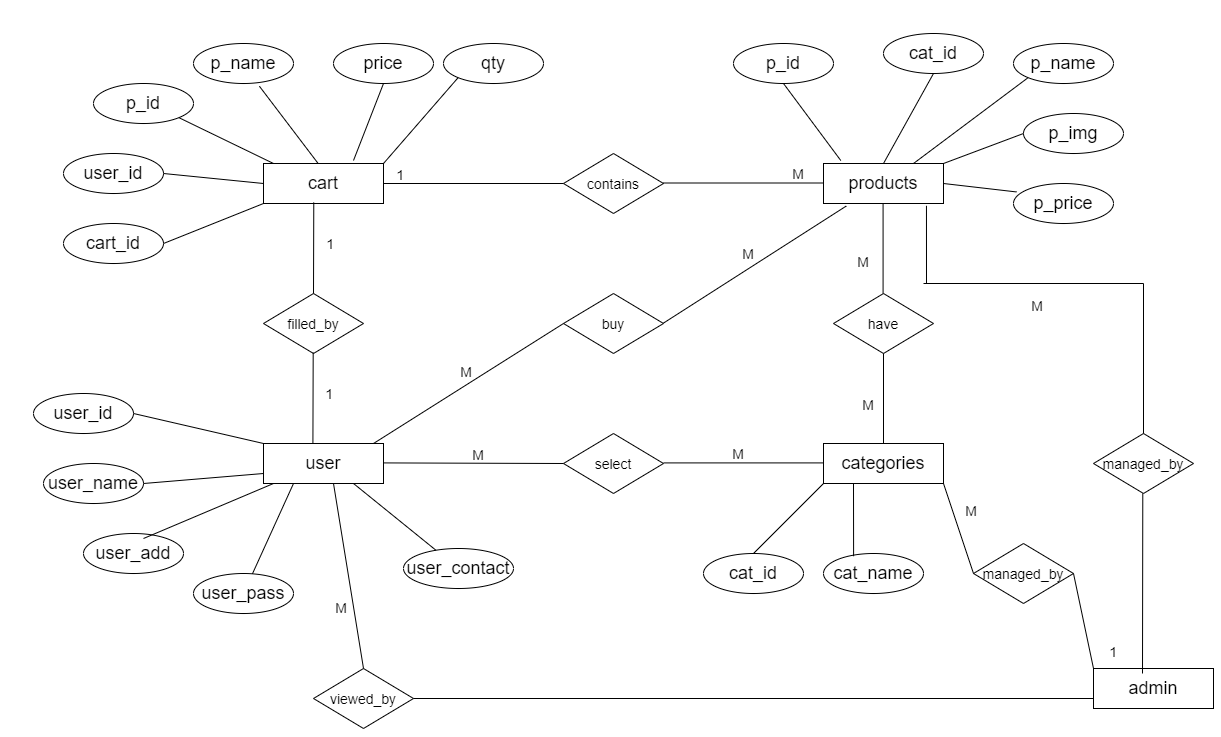 p_name
price
qty
p_id
cat_id
p_name
p_id
p_img
user_id
cart
1
contains
M
products
p_price
cart_id
1
M
M
M
filled_by
buy
have
M
1
M
user_id
user
M
select
M
categories
managed_by
user_name
M
user_add
user_contact
cat_id
cat_name
managed_by
user_pass
M
1
viewed_by
admin